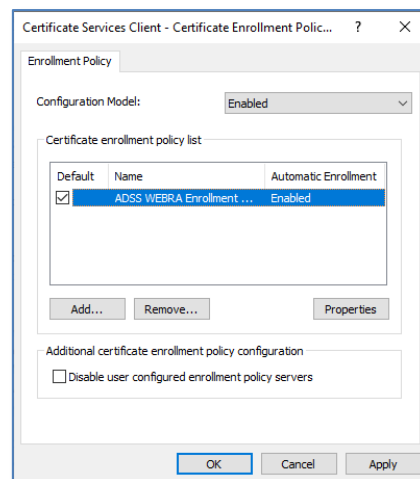 Certificate Services Client - Certificate Enrollment Polic... ? X
Enrollment Policy
Configuration Model: Enabled
Certificate enrollment policy list
Default Name Automatic Enrollment
ADSS WEBRA Enrollment ... Enabled
Add... Remove... Properties
Additional certificate enrollment policy configuration
Disable user configured enrollment policy servers
OK Cancel Apply